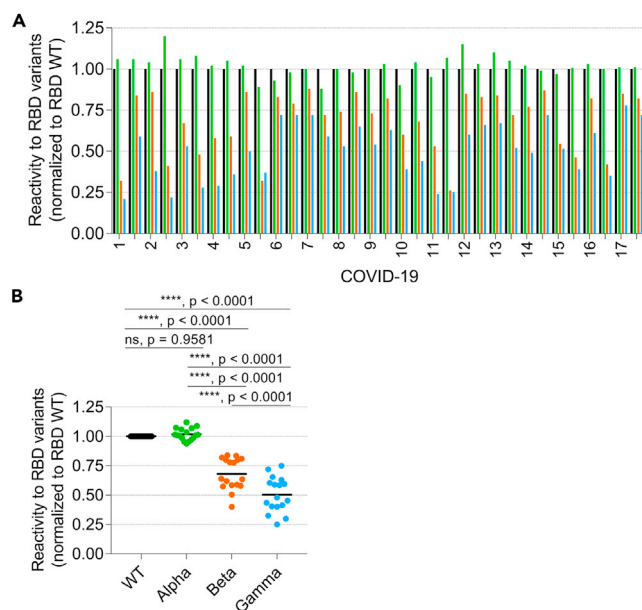 A
Reactivity to RBD variants
(normalized to RBD WT)
1.25
1.00
0.75
0.50
0.25
0.00
1 2 3 4 5 6 7 8 9 10 11 12 13 14 15 16 17
COVID-19
B
****, p < 0.0001
****, p < 0.0001
ns, p = 0.9581
****, p < 0.0001
****, p < 0.0001
****, p < 0.0001
Reactivity to RBD variants
(normalized to RBD WT)
1.25
1.00
0.75
0.50
0.25
0.00
WT Alpha Beta Gamma